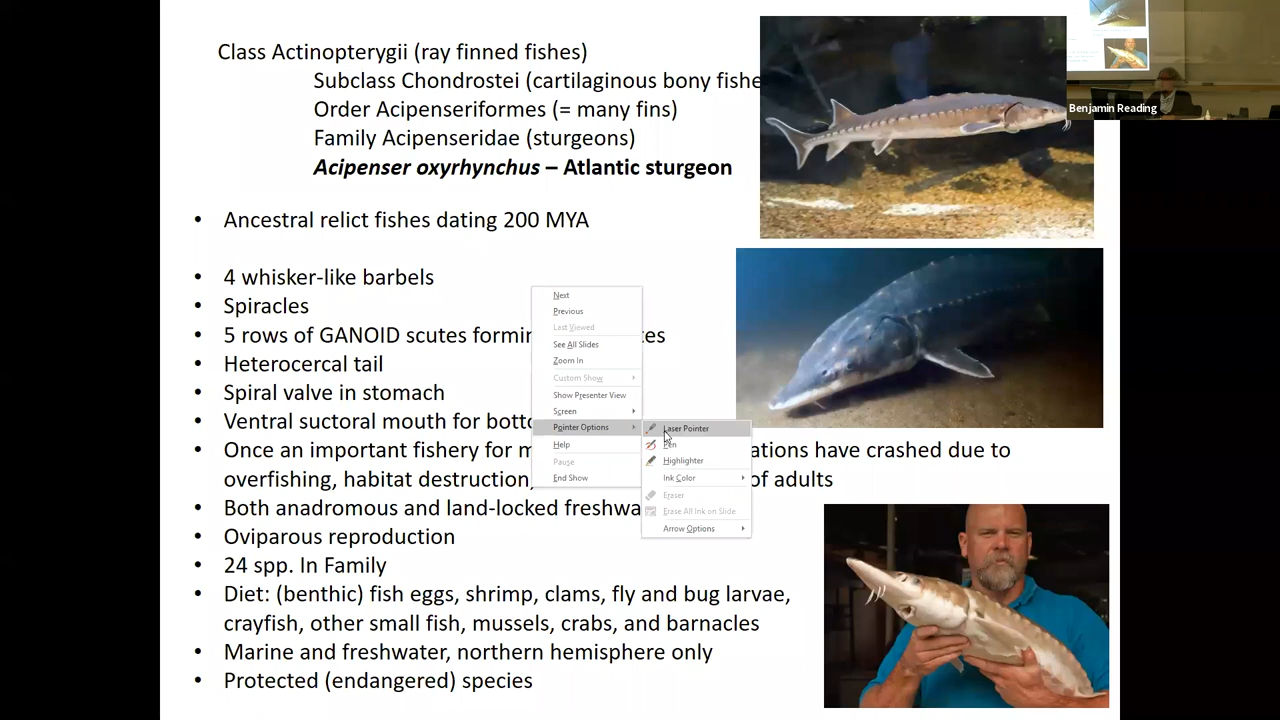 Class Actinopterygii (ray finned fishes)
Subclass Chondrostei (cartilaginous bony fishe
Order Acipenseriformes (= many fins)
Family Acipenseridae (sturgeons)
Acipenser oxyrhynchus – Atlantic sturgeon
Benjamin Reading
• Ancestral relict fishes dating 200 MYA
• 4 whisker-like barbels
• Spiracles
• 5 rows of GANOID scutes formin tes
• Heterocercal tail
• Spiral valve in stomach
• Ventral suctoral mouth for botto
• Once an important fishery for m ations have crashed due to
overfishing, habitat destruction, of adults
• Both anadromous and land-locked freshwa
• Oviparous reproduction
• 24 spp. In Family
• Diet: (benthic) fish eggs, shrimp, clams, fly and bug larvae,
crayfish, other small fish, mussels, crabs, and barnacles
• Marine and freshwater, northern hemisphere only
• Protected (endangered) species
Next
Previous
Last Viewed
See All Slides
Zoom In
Custom Show
Show Presenter View
Screen
Pointer Options
Help
Pause
End Show
Laser Pointer
Pen
Highlighter
Ink Color
Eraser
Erase All Ink on Slide
Arrow Options